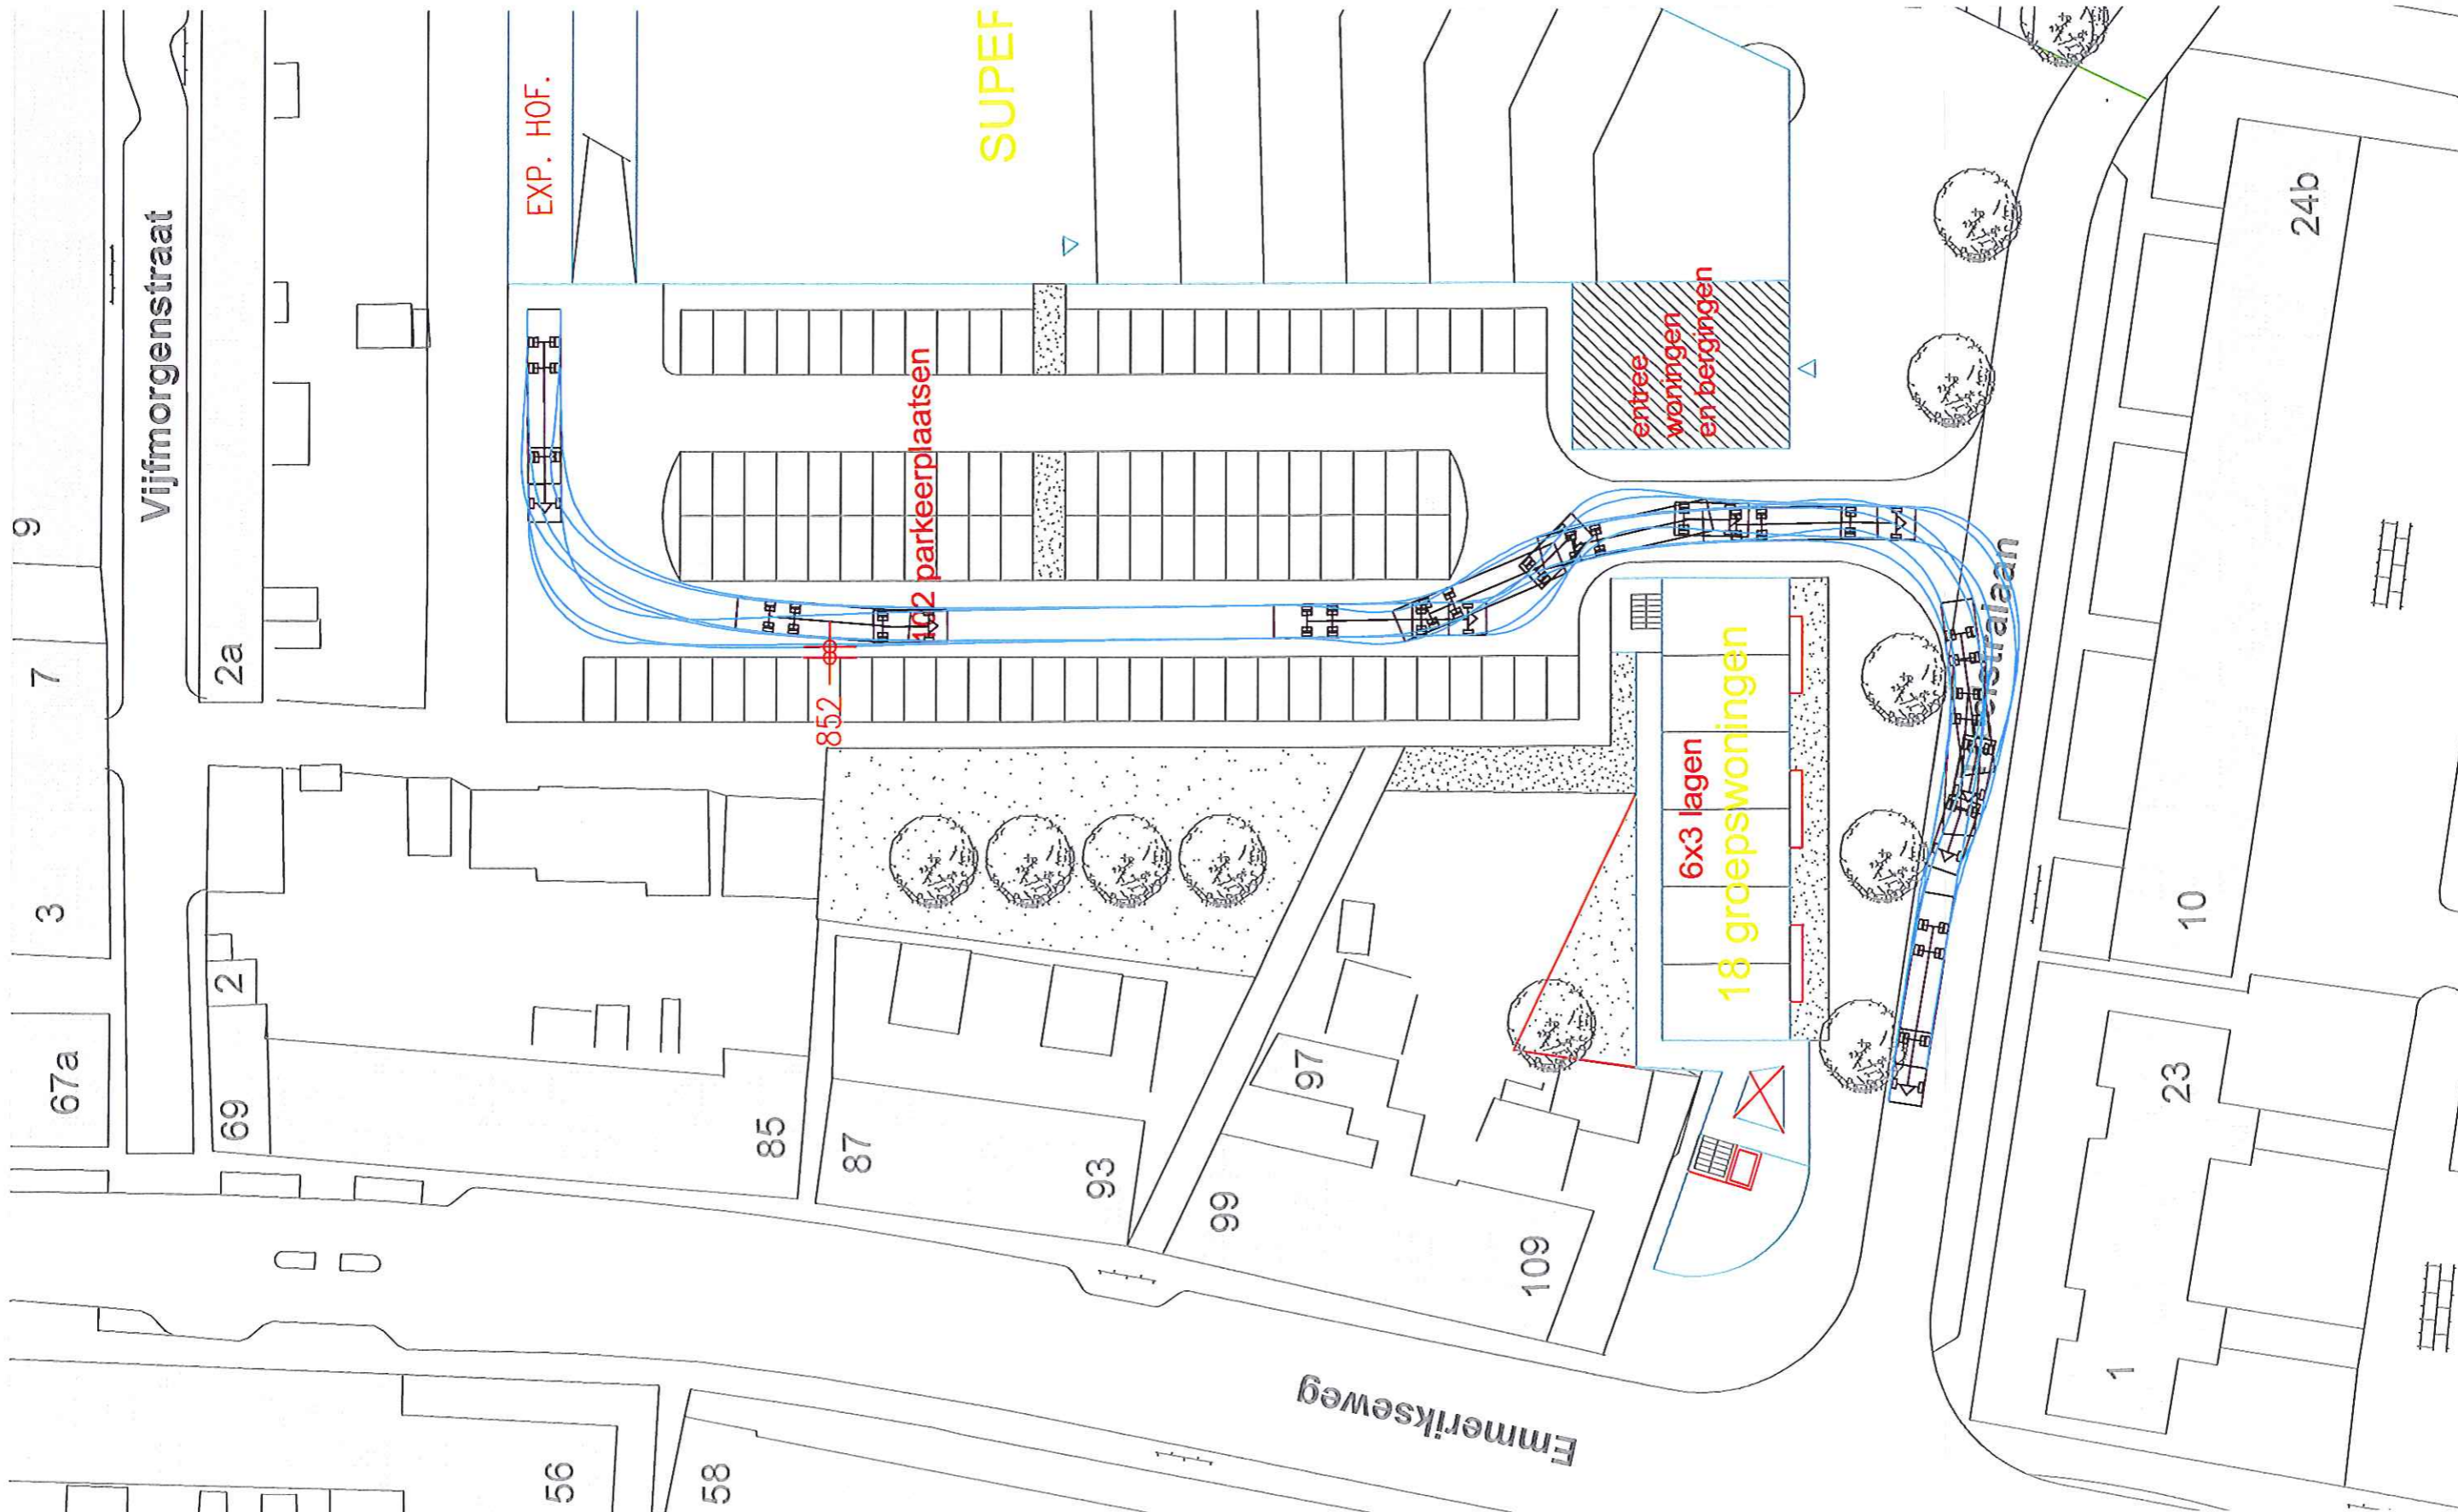 Vijfmorgenstraat
EXP. HOF.
SUPER
9
7
3
67a
2a
2
69
85
87
93
97
99
109
102 parkeerplaatsen
852
entree
woningen
en bergingen
6x3 lagen
18 groepswoningen
24b
10
23
1
Emmerikseweg
56
58